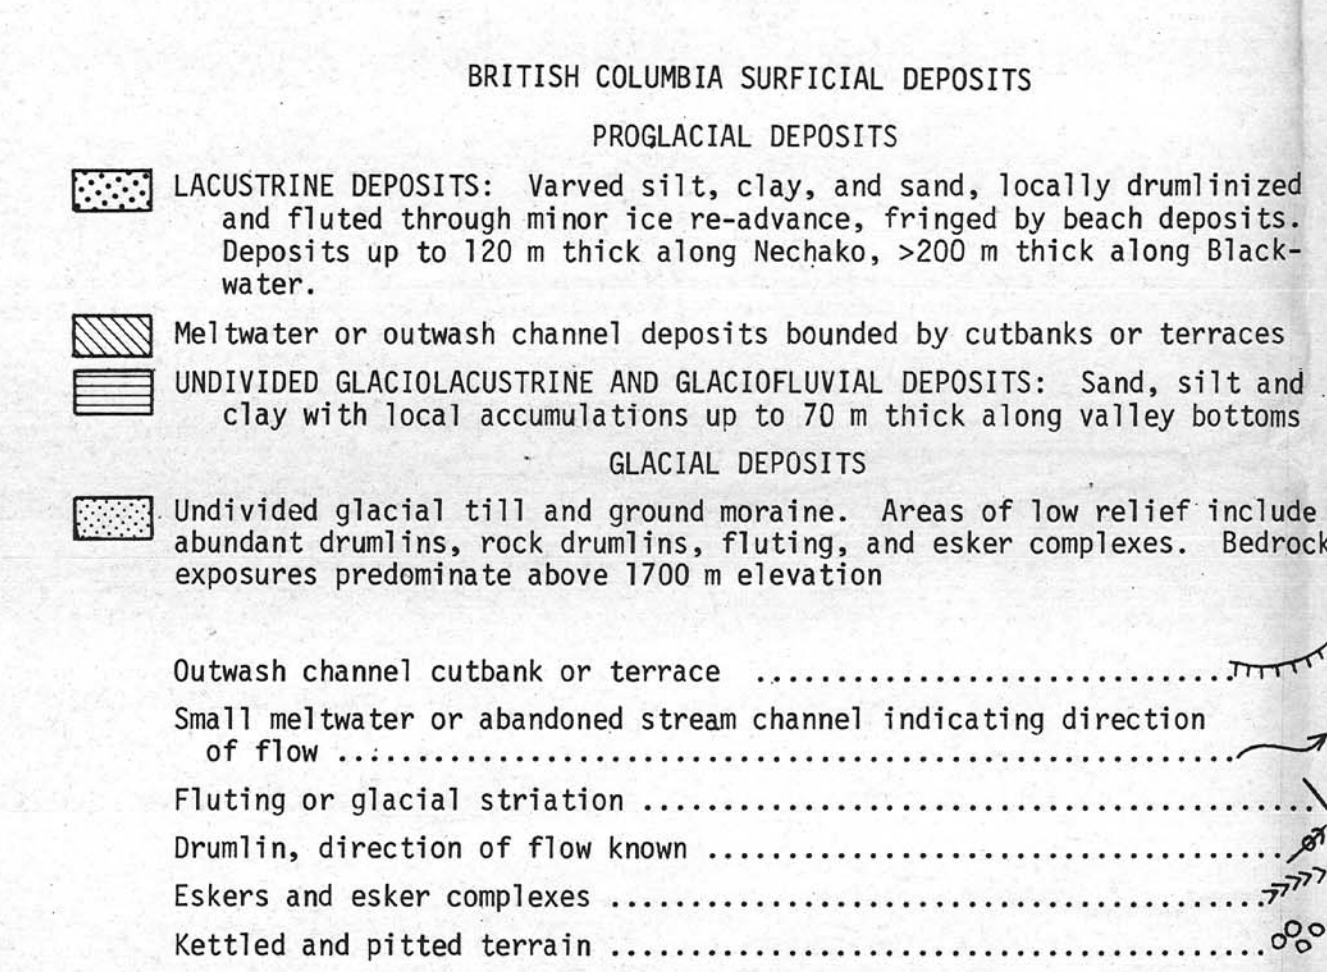 BRITISH COLUMBIA SURFICIAL DEPOSITS
PROGLACIAL DEPOSITS
LACUSTRINE DEPOSITS: Varved silt, clay, and sand, locally drumlinized
and fluted through minor ice re-advance, fringed by beach deposits.
Deposits up to 120 m thick along Nechako, >200 m thick along Black-
water.
Meltwater or outwash channel deposits bounded by cutbanks or terraces
UNDIVIDED GLACIOLACUSTRINE AND GLACIOFLUVIAL DEPOSITS: Sand, silt and
clay with local accumulations up to 70 m thick along valley bottoms
GLACIAL DEPOSITS
Undivided glacial till and ground moraine. Areas of low relief include
abundant drumlins, rock drumlins, fluting, and esker complexes. Bedrock
exposures predominate above 1700 m elevation
Outwash channel cutbank or terrace ..............................
Small meltwater or abandoned stream channel indicating direction
of flow ........................................................
Fluting or glacial striation ..........................................
Drumlin, direction of flow known ....................................
Eskers and esker complexes .........................................
Kettled and pitted terrain .........................................